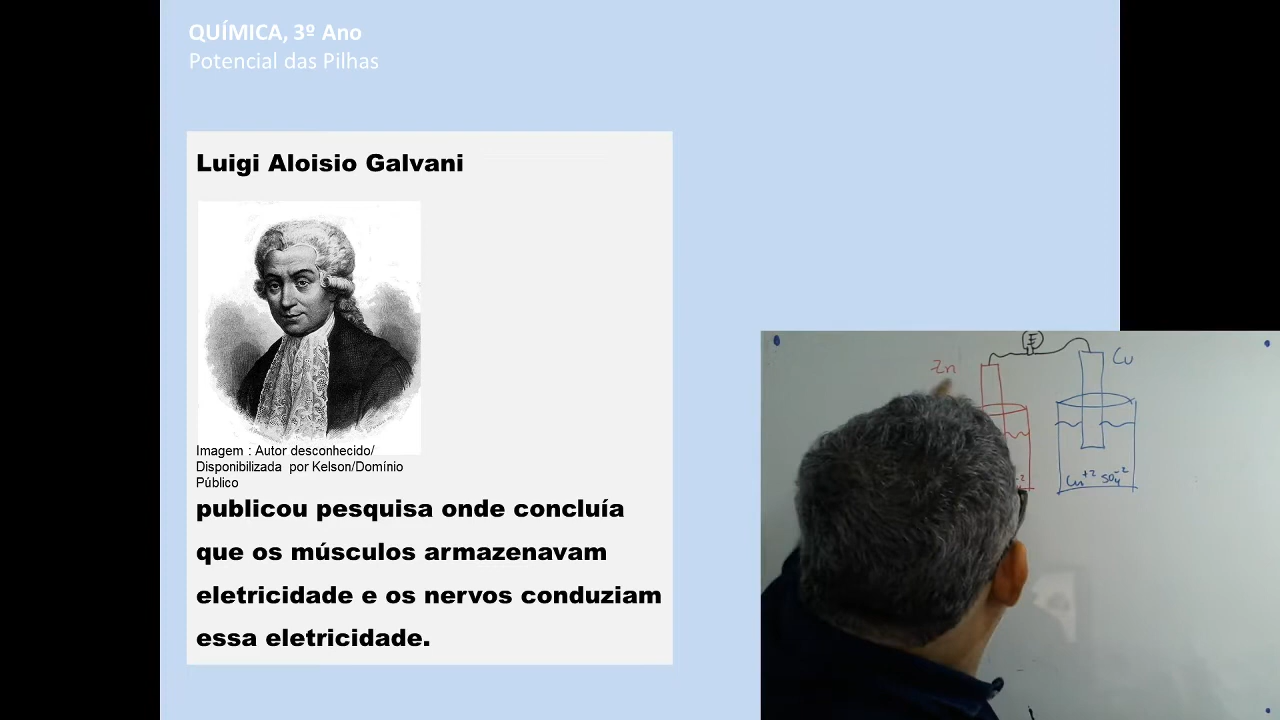 QUÍMICA, 3º Ano
Potencial das Pilhas
Luigi Aloisio Galvani
Imagem : Autor desconhecido/
Disponibilizada por Kelson/Domínio
Público
publicou pesquisa onde concluía
que os músculos armazenavam
eletricidade e os nervos conduziam
essa eletricidade.
Zn
Cu
Cu+2 SO4-2